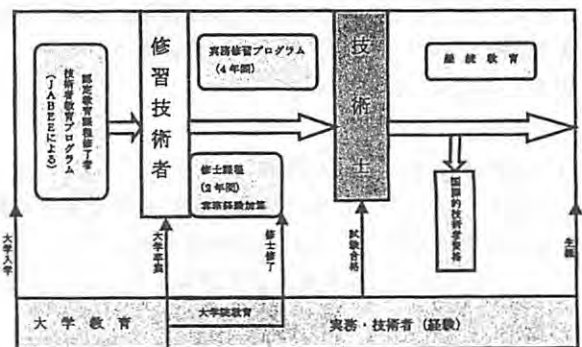 認定教育課程修了者
技術者教育プログラム
(JABEEによる)
修習技術者
実務修習プログラム
(4年間)
修士課程
(2年間)
実務経験加算
技術士
継続教育
国際的技術者資格
大学入学
大学卒業
修士修了
試験合格
生涯
大学教育
大学院教育
実務・技術者(経験)